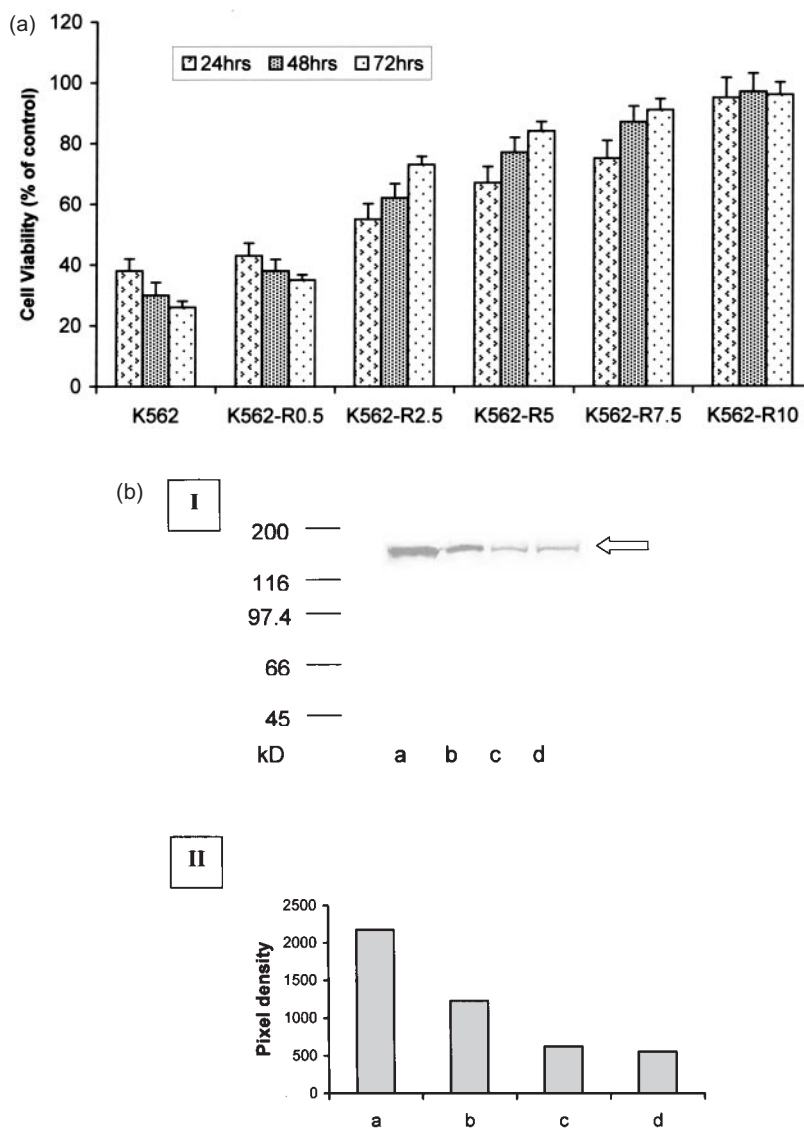 (a)
120
100
80
60
40
20
0
Cell Viability (% of control)
24hrs 48hrs 72hrs
K562 K562-R0.5 K562-R2.5 K562-R5 K562-R7.5 K562-R10
(b)
I
200
116
97.4
66
45
kD a b c d
II
2500
2000
1500
1000
500
0
Pixel density
a b c d